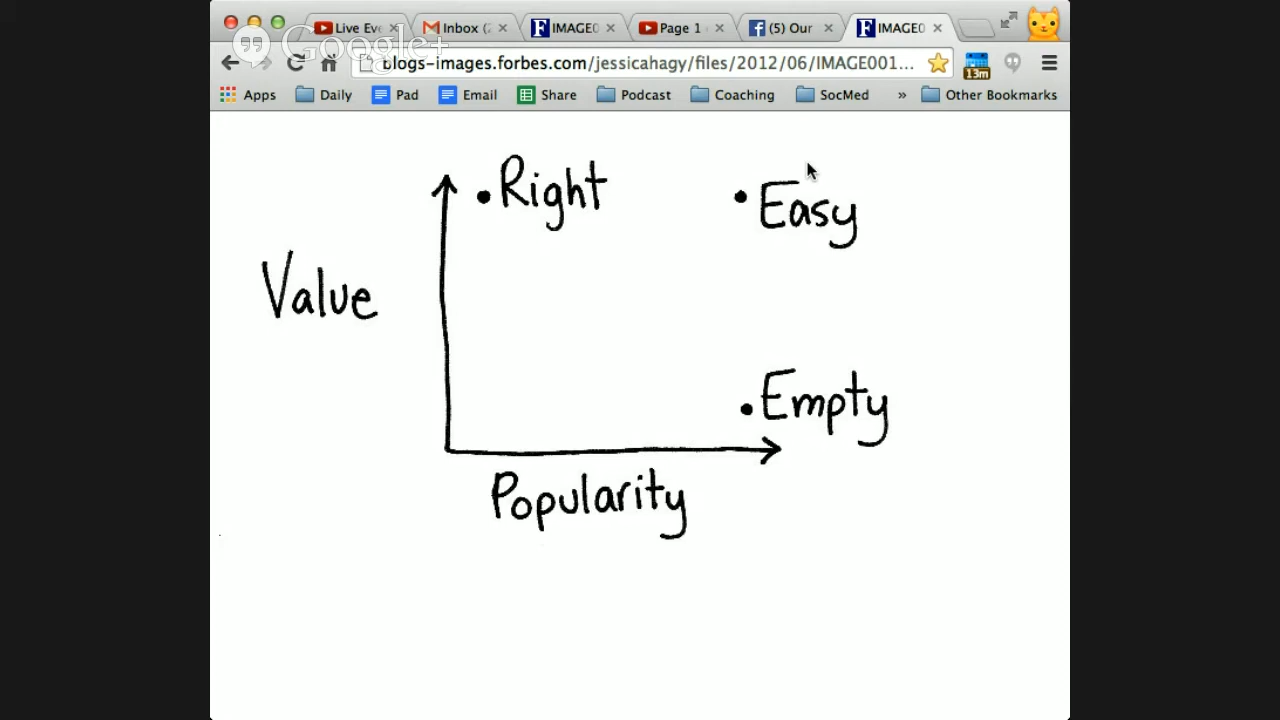 Live Eve
Inbox (2
IMAGE0
Page 1
(5) Our
IMAGE0
Google+
blogs-images.forbes.com/jessicahagy/files/2012/06/IMAGE001...
13m
Apps Daily Pad Email Share Podcast Coaching SocMed » Other Bookmarks
Right
Easy
Value
Empty
Popularity